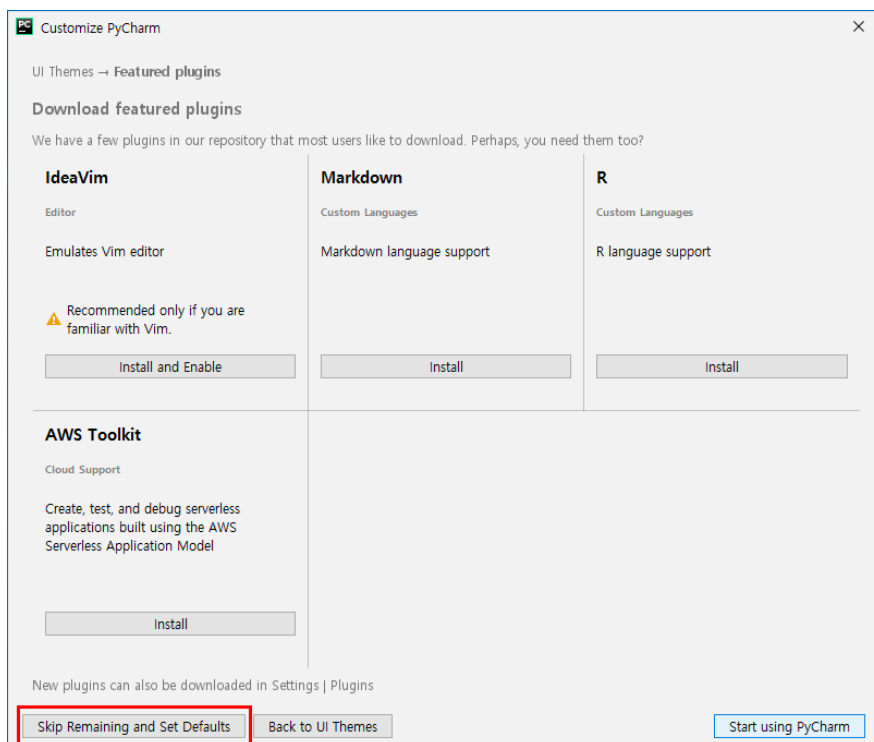 PC
Customize PyCharm
UI Themes → Featured plugins
Download featured plugins
We have a few plugins in our repository that most users like to download. Perhaps, you need them too?
IdeaVim
Editor
Emulates Vim editor
Recommended only if you are
familiar with Vim.
Install and Enable
Markdown
Custom Languages
Markdown language support
Install
R
Custom Languages
R language support
Install
AWS Toolkit
Cloud Support
Create, test, and debug serverless
applications built using the AWS
Serverless Application Model
Install
New plugins can also be downloaded in Settings | Plugins
Skip Remaining and Set Defaults
Back to UI Themes
Start using PyCharm